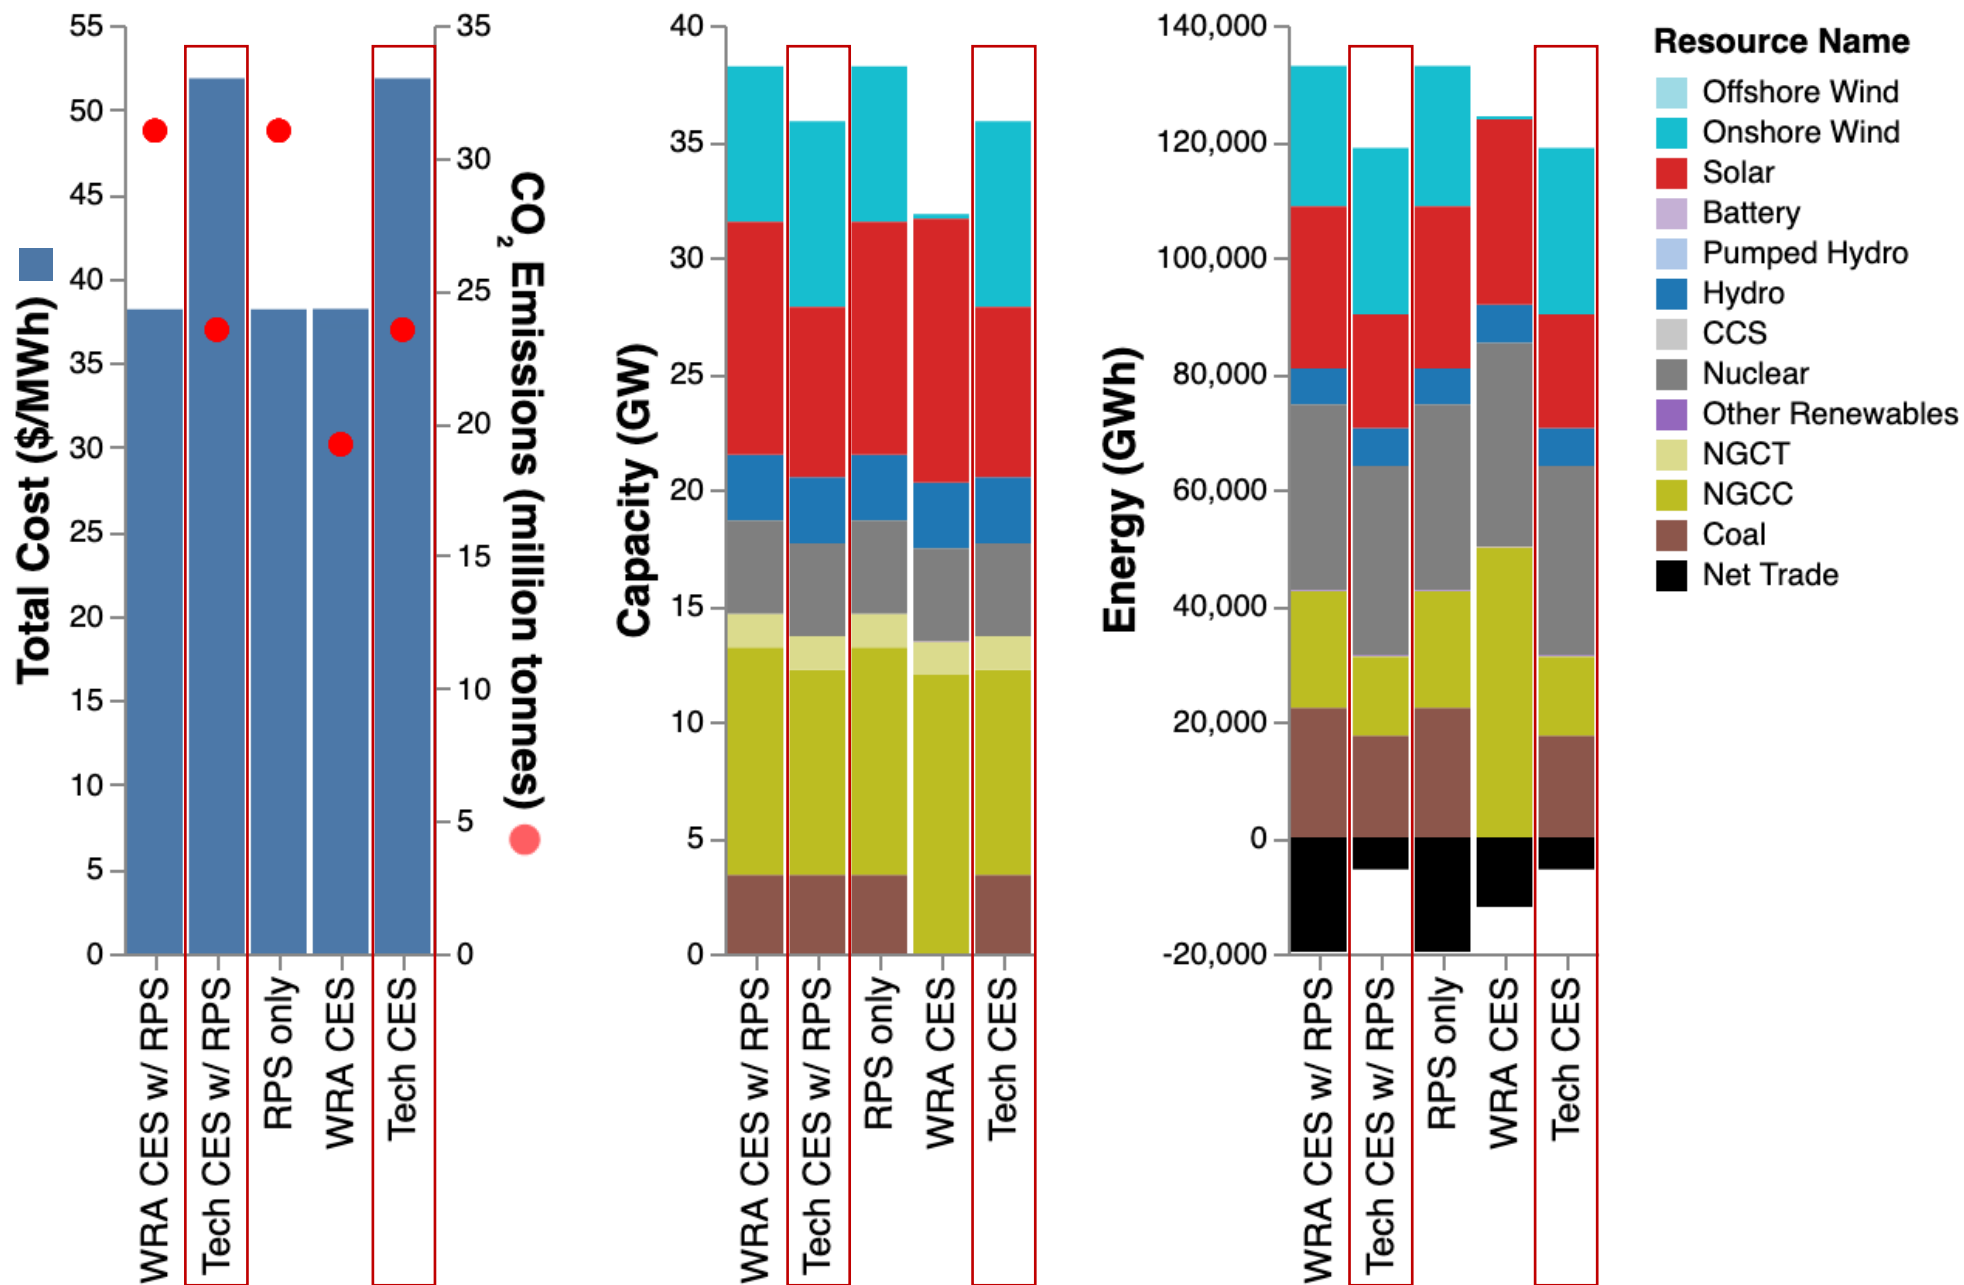 Total Cost ($/MWh)
55
50
45
40
35
30
25
20
15
10
5
0
35
30
25
20
15
10
5
0
CO₂ Emissions (million tonnes)
WRA CES w/ RPS
Tech CES w/ RPS
RPS only
WRA CES
Tech CES
Capacity (GW)
40
35
30
25
20
15
10
5
0
WRA CES w/ RPS
Tech CES w/ RPS
RPS only
WRA CES
Tech CES
Energy (GWh)
140,000
120,000
100,000
80,000
60,000
40,000
20,000
0
-20,000
WRA CES w/ RPS
Tech CES w/ RPS
RPS only
WRA CES
Tech CES
Resource Name
Offshore Wind
Onshore Wind
Solar
Battery
Pumped Hydro
Hydro
CCS
Nuclear
Other Renewables
NGCT
NGCC
Coal
Net Trade